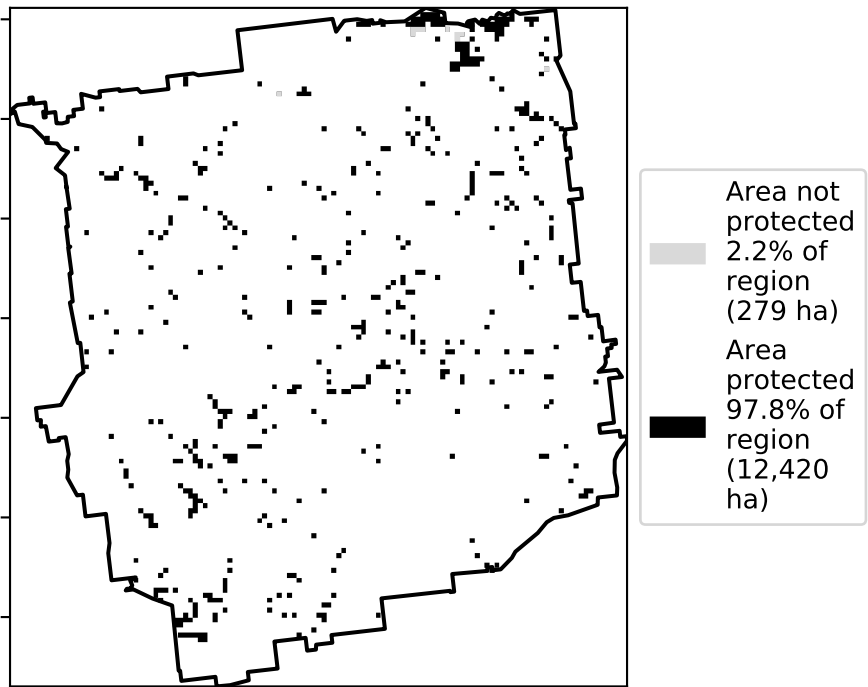 Area not
protected
2.2% of
region
(279 ha)
Area
protected
97.8% of
region
(12,420
ha)